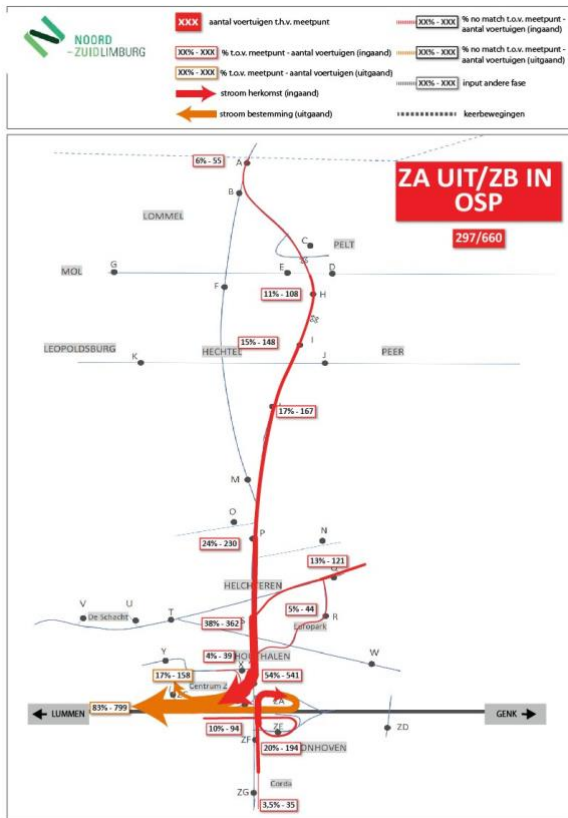 NOORD
-ZUIDLIMBURG
XXX aantal voertuigen t.h.v. meetpunt
XX% - XXX % t.o.v. meetpunt - aantal voertuigen (ingaand)
XX% - XXX % t.o.v. meetpunt - aantal voertuigen (uitgaand)
stroom herkomst (ingaand)
stroom bestemming (uitgaand)
XX% - XXX % no match t.o.v. meetpunt -
aantal voertuigen (ingaand)
XX% - XXX % no match t.o.v. meetpunt -
aantal voertuigen (uitgaand)
XX% - XXX input andere fase
keerbewegingen
ZA UIT/ZB IN
OSP
297/660
6% - 55
A
B
LOMMEL
C
PELT
MOL
G
E
D
F
11% - 108
H
15% - 148
I
LEOPOLDSBURG
HECHTEL
PEER
K
J
17% - 167
M
O
P
N
24% - 230
13% - 121
HELCHTEREN
5% - 44
R
V
U
T
De Schacht
38% - 362
Europark
Y
4% - 39
W
X
54% - 541
17% - 158
Centrum 2
83% - 799
LUMMEN
GENK
10% - 94
ZE
ZD
ZF
20% - 194
ZG
Corda
3,5% - 35